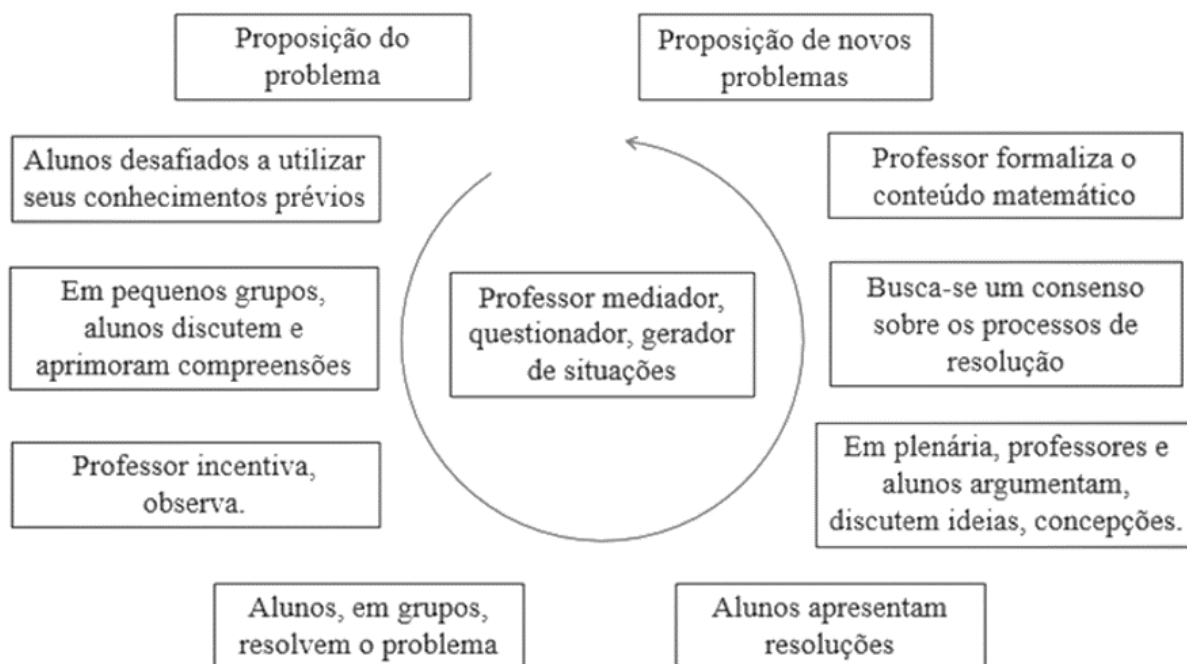 Proposição do
problema
Alunos desafiados a utilizar
seus conhecimentos prévios
Em pequenos grupos,
alunos discutem e
aprimoram compreensões
Professor incentiva,
observa.
Alunos, em grupos,
resolvem o problema
Alunos apresentam
resoluções
Em plenária, professores e
alunos argumentam,
discutem ideias, concepções.
Busca-se um consenso
sobre os processos de
resolução
Professor formaliza o
conteúdo matemático
Proposição de novos
problemas
Professor mediador,
questionador, gerador
de situações